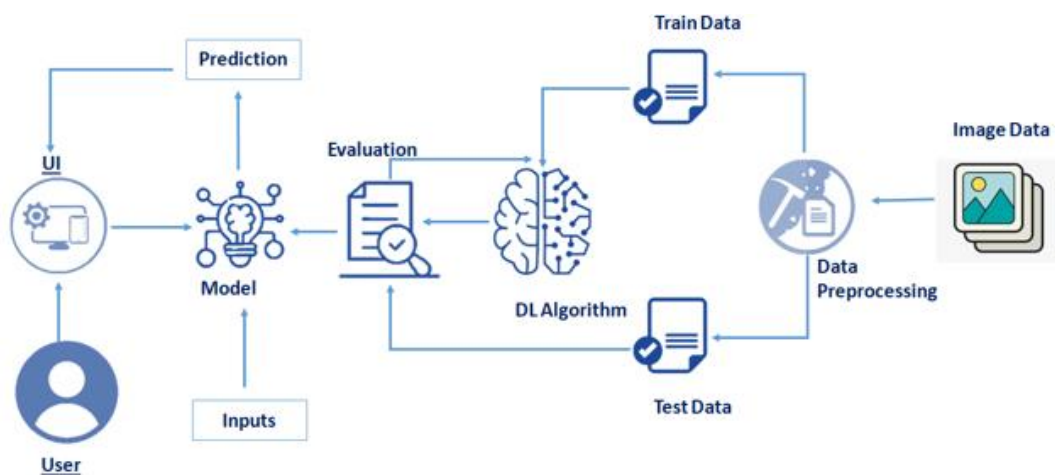 Train Data
Prediction
Image Data
Evaluation
UI
Data
Preprocessing
Model
DL Algorithm
Test Data
Inputs
User